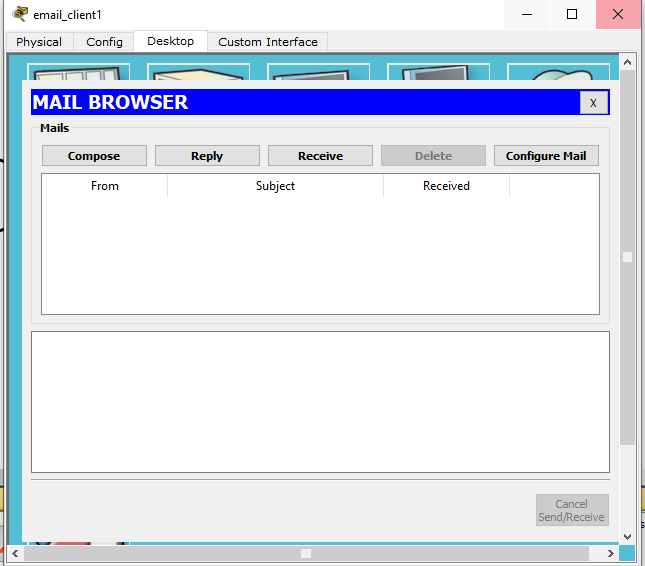 email_client1
Physical Config Desktop Custom Interface
MAIL BROWSER X
Mails
Compose Reply Receive Delete Configure Mail
From Subject Received
Cancel
Send/Receive